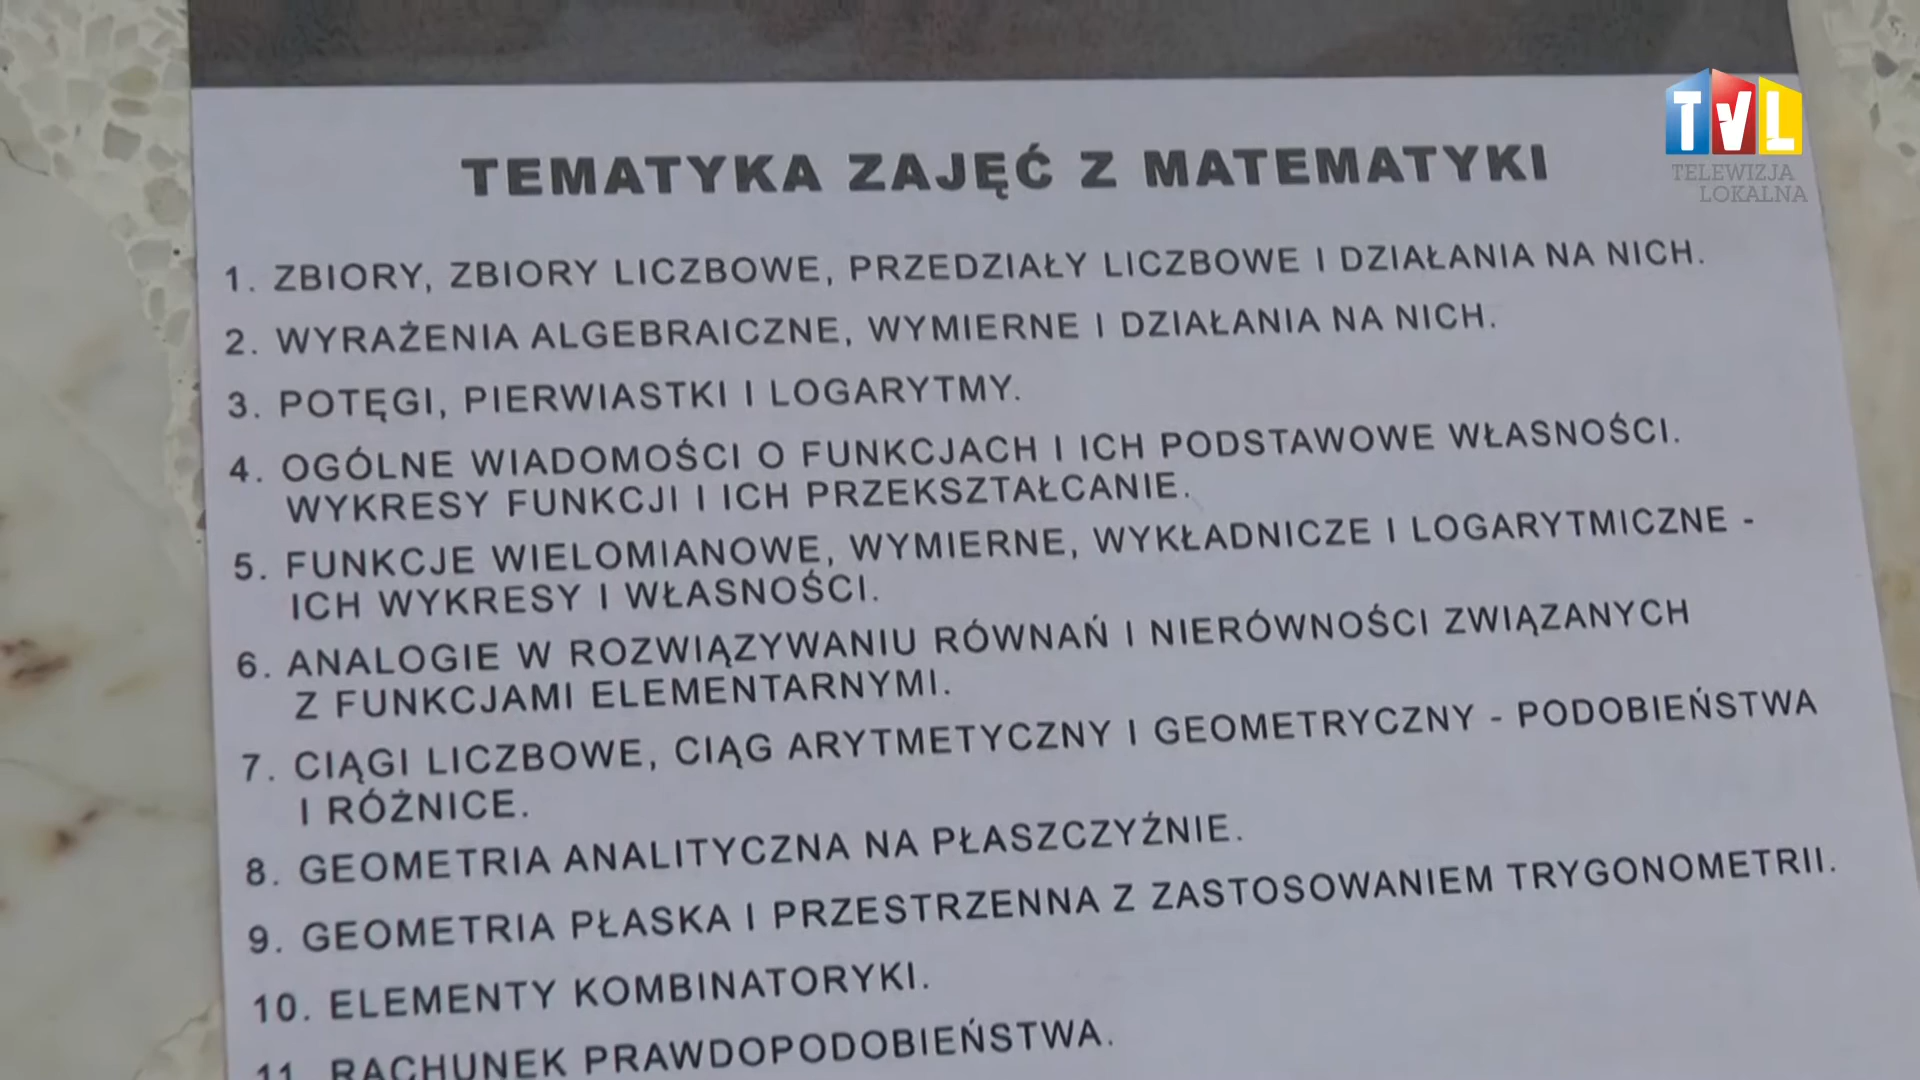 TVL
TELEWIZJA
LOKALNA
TEMATYKA ZAJĘĆ Z MATEMATYKI
1. ZBIORY, ZBIORY LICZBOWE, PRZEDZIAŁY LICZBOWE I DZIAŁANIA NA NICH.
2. WYRAŻENIA ALGEBRAICZNE, WYMIERNE I DZIAŁANIA NA NICH.
3. POTĘGI, PIERWIASTKI I LOGARYTMY.
4. OGÓLNE WIADOMOŚCI O FUNKCJACH I ICH PODSTAWOWE WŁASNOŚCI.
WYKRESY FUNKCJI I ICH PRZEKSZTAŁCANIE.
5. FUNKCJE WIELOMIANOWE, WYMIERNE, WYKŁADNICZE I LOGARYTMICZNE -
ICH WYKRESY I WŁASNOŚCI.
6. ANALOGIE W ROZWIĄZYWANIU RÓWNAŃ I NIERÓWNOŚCI ZWIĄZANYCH
Z FUNKCJAMI ELEMENTARNYMI.
7. CIĄGI LICZBOWE, CIĄG ARYTMETYCZNY I GEOMETRYCZNY - PODOBIEŃSTWA
I RÓŻNICE.
8. GEOMETRIA ANALITYCZNA NA PŁASZCZYŹNIE.
9. GEOMETRIA PŁASKA I PRZESTRZENNA Z ZASTOSOWANIEM TRYGONOMETRII.
10. ELEMENTY KOMBINATORYKI.
11. RACHUNEK PRAWDOPODOBIEŃSTWA.